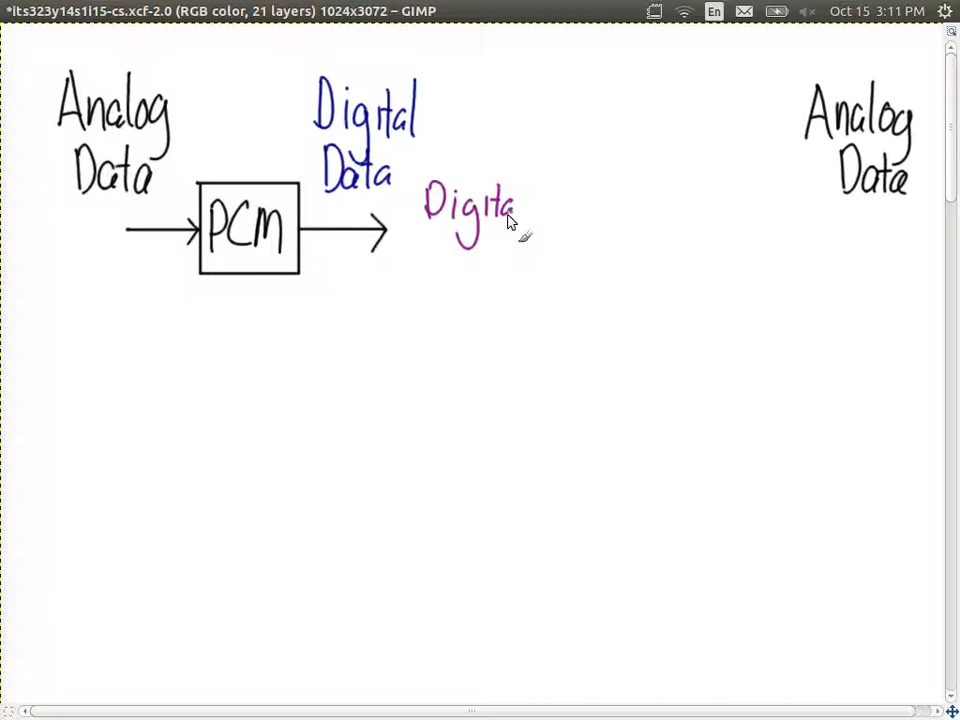 *its323y14s1l15-cs.xcf-2.0 (RGB color, 21 layers) 1024x3072 – GIMP
En
Oct 15 3:11 PM
Analog
Data
PCM
Digital
Data
Digita
Analog
Data